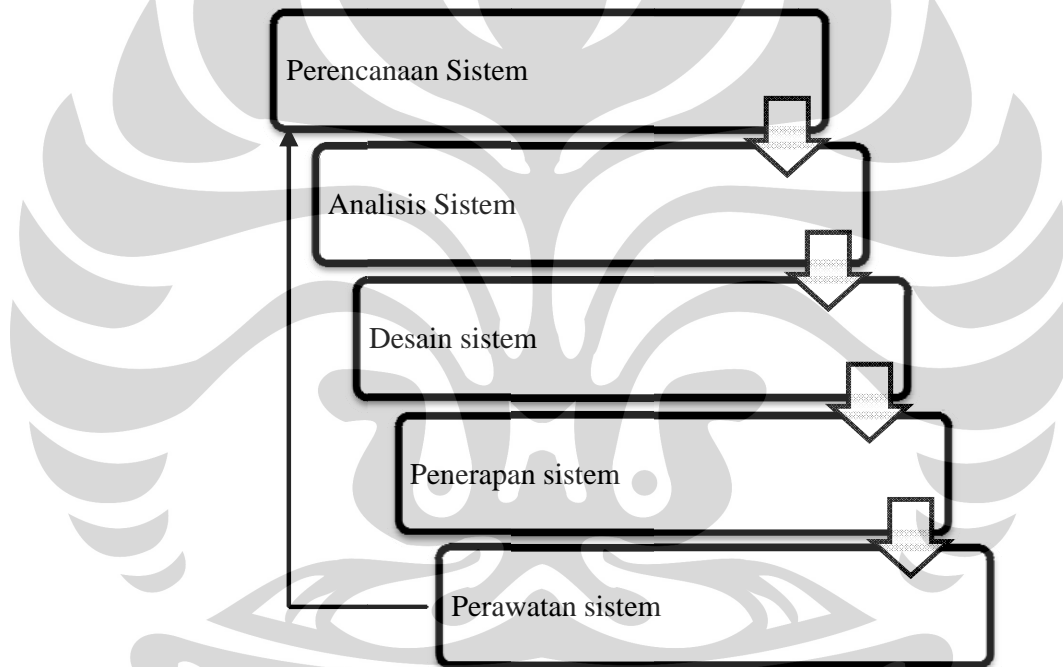 Perencanaan Sistem
Analisis Sistem
Desain sistem
Penerapan sistem
Perawatan sistem